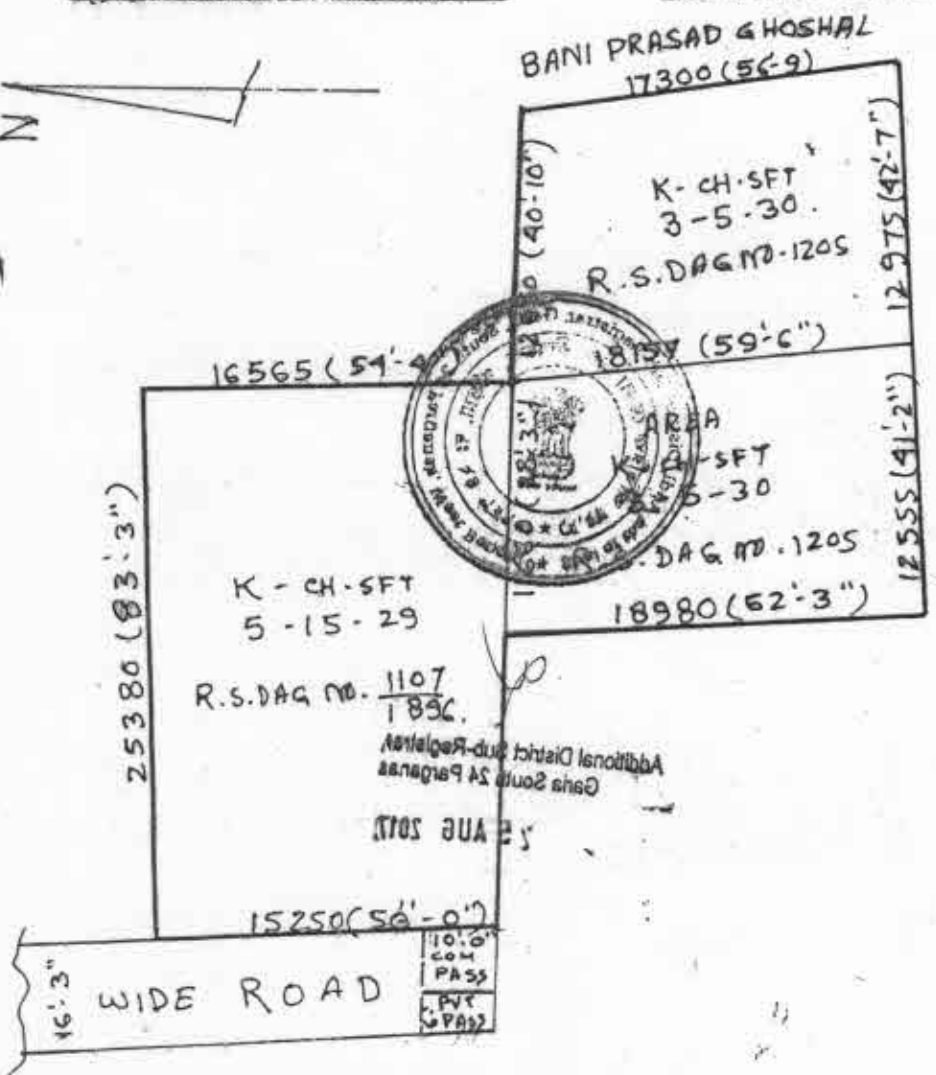 N
BANI PRASAD GHOSHAL
17300 (56-9)
(40'-10")
12975 (42'-7")
K - CH. SFT
3-5-30.
R.S. DAG NO. 1205
16565 (54'-
18157 (59'-6")
AREA
-SFT
5-30
DAG NO. 1205
12555 (41'-2")
18980 (62'-3")
25380 (83'-3")
K - CH. SFT
5-15-29
R.S. DAG NO. 1107
1896.
Additional District Sub-Registrar
Garia South 24 Parganas
25 AUG 2017
15250 (50'-0")
16'-3" WIDE ROAD
10'.0"
COM
PASS
PVT
PASS